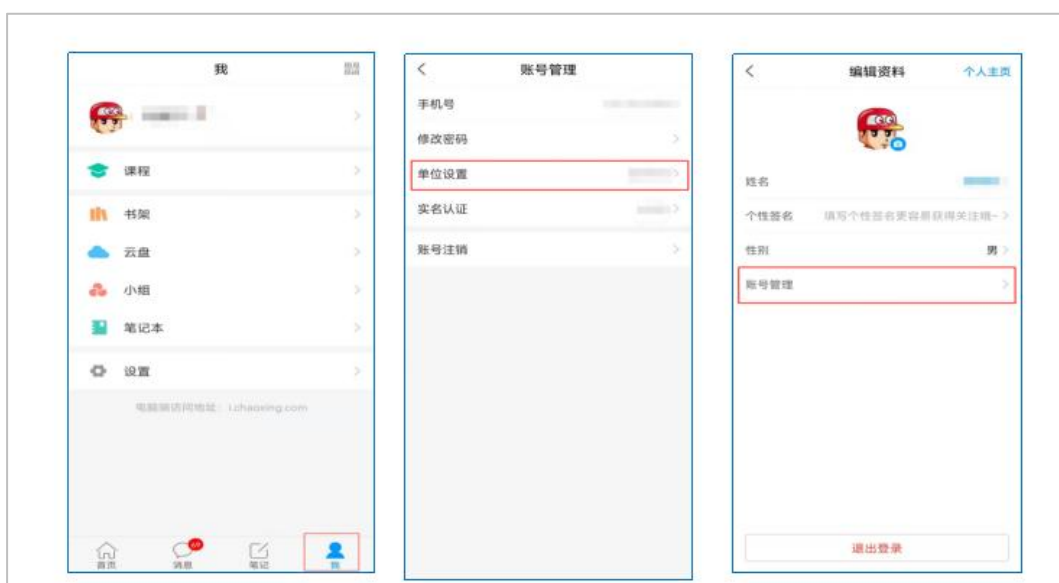 我
课程
书架
云盘
小组
笔记本
设置
电脑端访问地址：i.chaoxing.com
69
首页
消息
笔记
我
账号管理
手机号
修改密码
单位设置
实名认证
账号注销
编辑资料
个人主页
姓名
个性签名
填写个性签名更容易获得关注哦~
性别
男
账号管理
退出登录